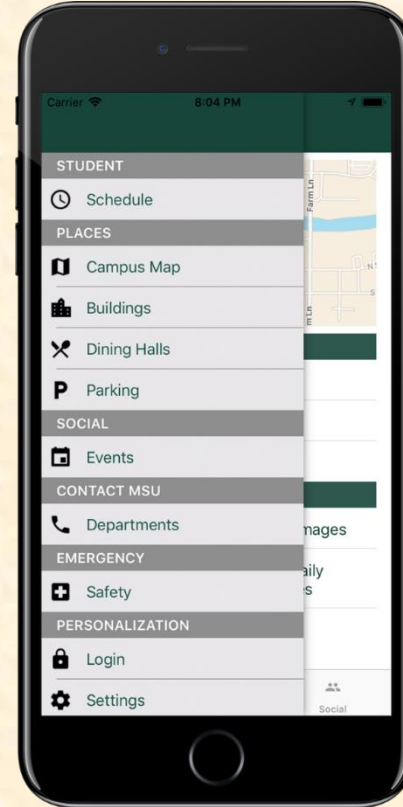 Carrier 8:04 PM
STUDENT
Schedule
PLACES
Campus Map
Buildings
Dining Halls
P Parking
SOCIAL
Events
CONTACT MSU
Departments
EMERGENCY
Safety
PERSONALIZATION
Login
Settings
Farm Ln
m Ln
N
S
mages
aily
s
Social